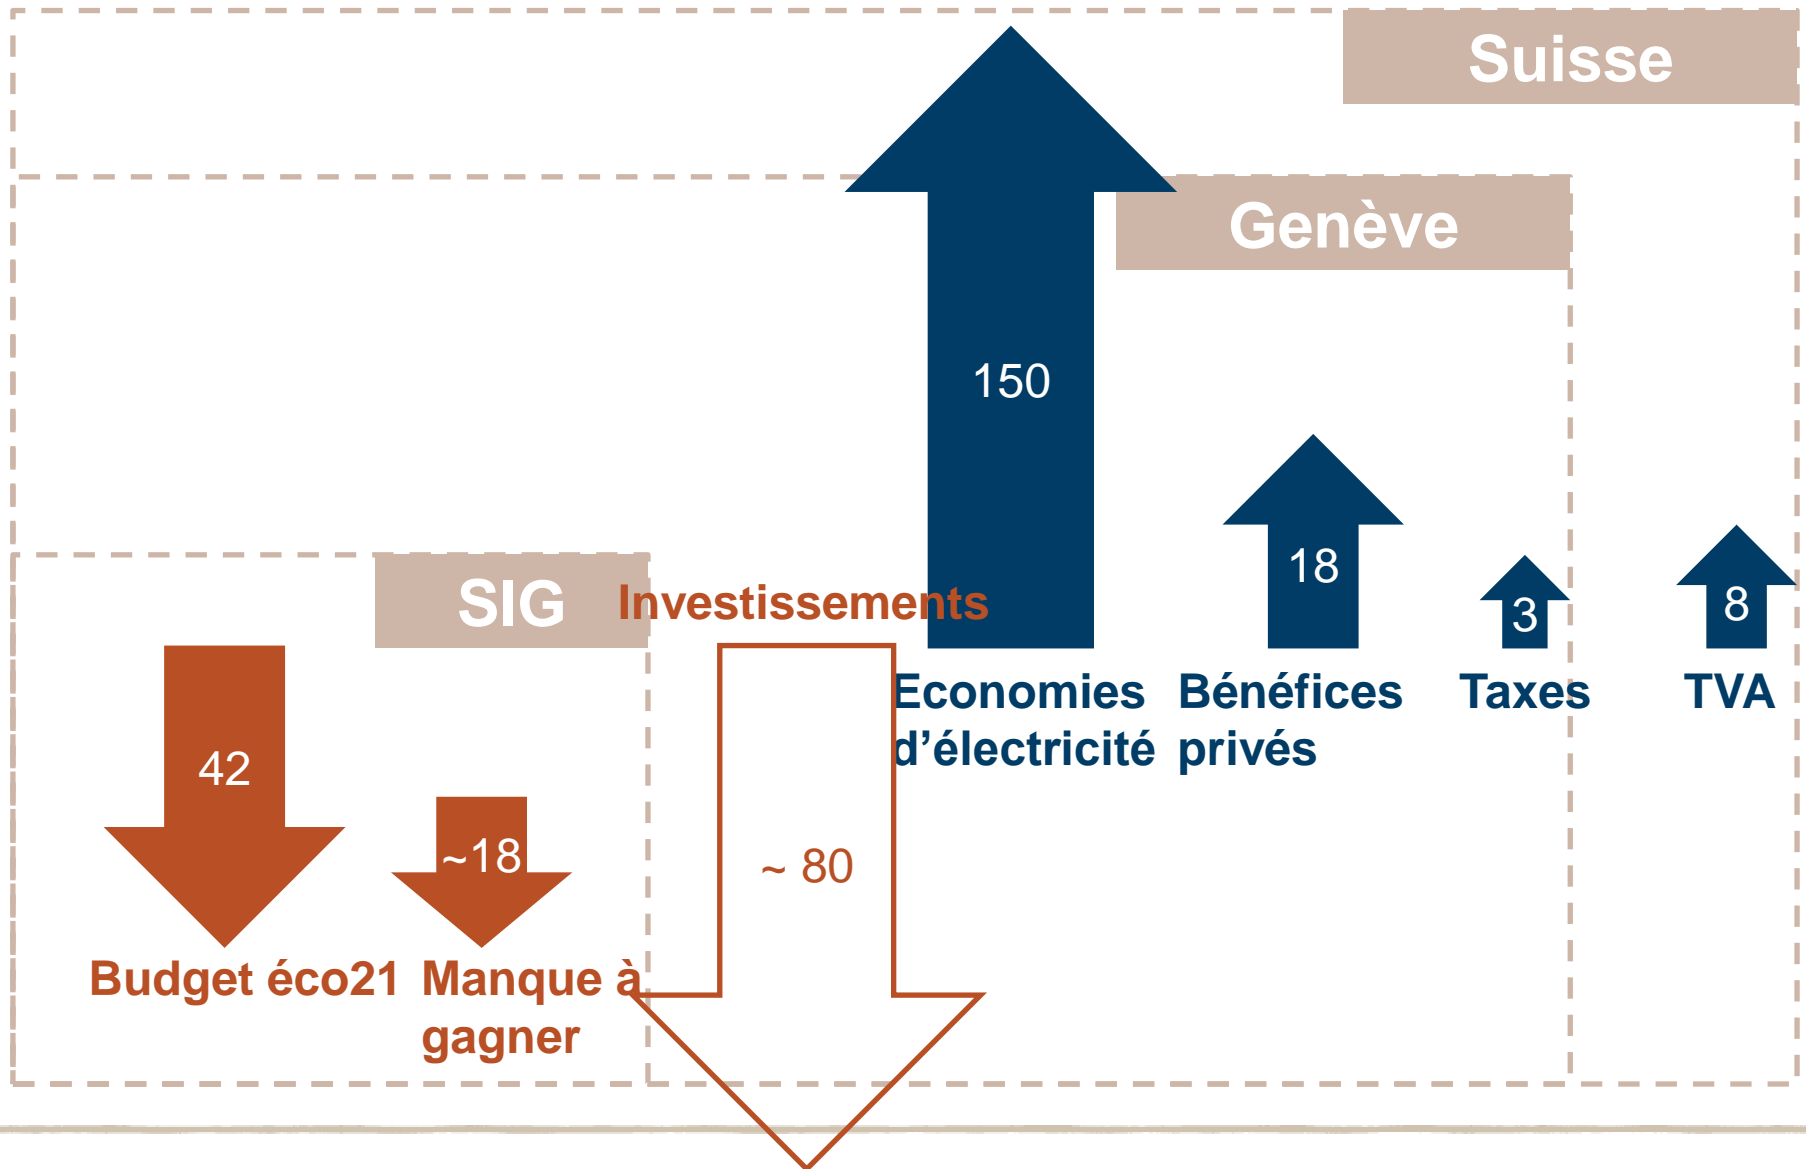 Suisse
Genève
150
18
3
8
SIG
Investissements
Economies
d’électricité
Bénéfices
privés
Taxes
TVA
42
~18
~ 80
Budget éco21
Manque à
gagner